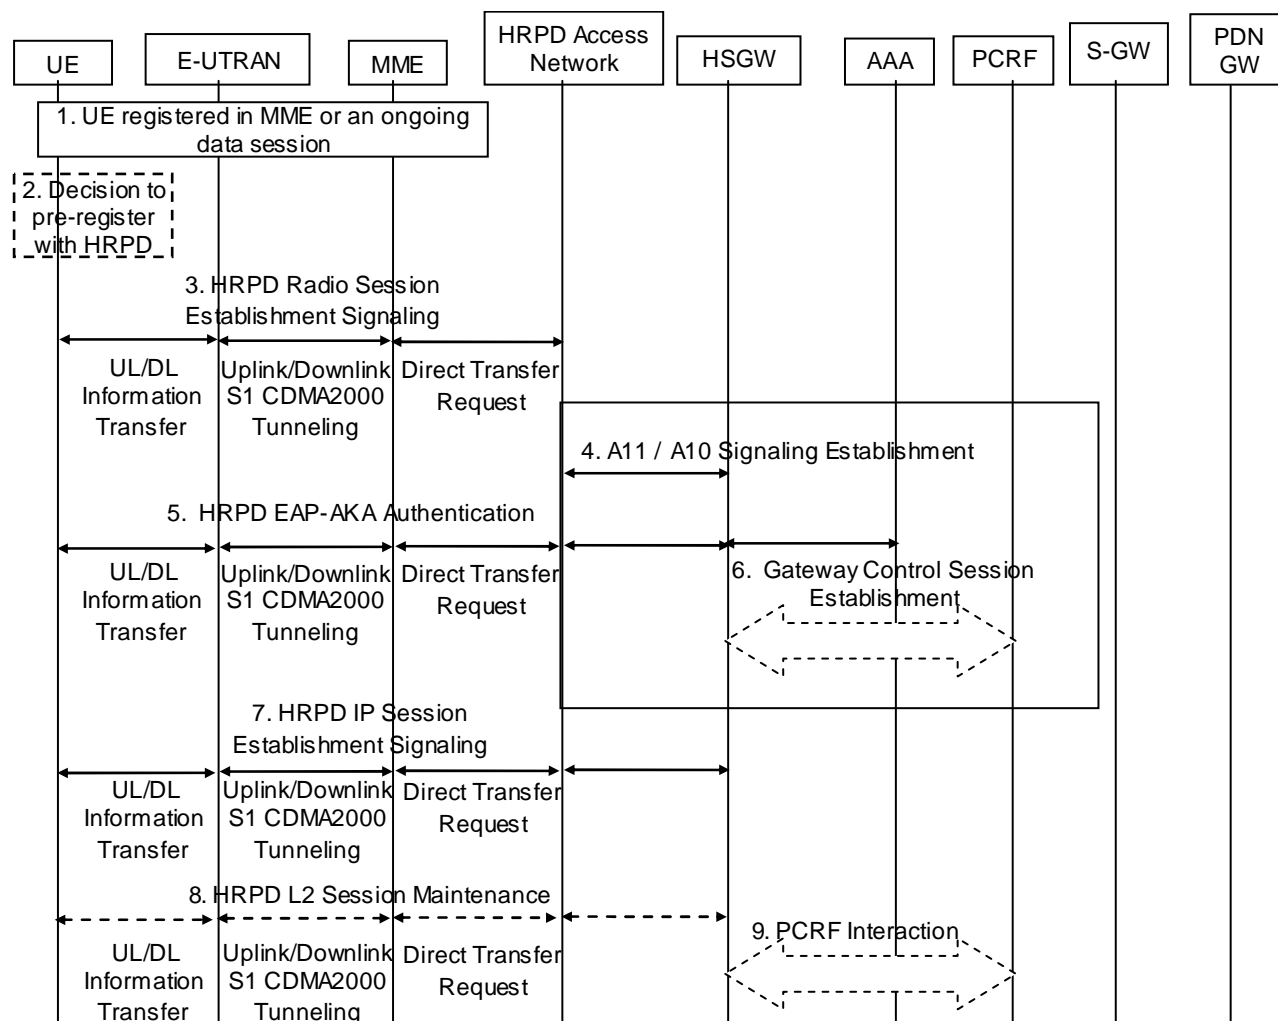 UE
E-UTRAN
MME
HRPD Access
Network
HSGW
AAA
PCRF
S-GW
PDN
GW
1. UE registered in MME or an ongoing
data session
2. Decision to
pre-register
with HRPD
3. HRPD Radio Session
Establishment Signaling
UL/DL
Information
Transfer
Uplink/Downlink
S1 CDMA2000
Tunneling
Direct Transfer
Request
4. A11 / A10 Signaling Establishment
5. HRPD EAP-AKA Authentication
UL/DL
Information
Transfer
Uplink/Downlink
S1 CDMA2000
Tunneling
Direct Transfer
Request
6. Gateway Control Session
Establishment
7. HRPD IP Session
Establishment Signaling
UL/DL
Information
Transfer
Uplink/Downlink
S1 CDMA2000
Tunneling
Direct Transfer
Request
8. HRPD L2 Session Maintenance
UL/DL
Information
Transfer
Uplink/Downlink
S1 CDMA2000
Tunneling
Direct Transfer
Request
9. PCRF Interaction